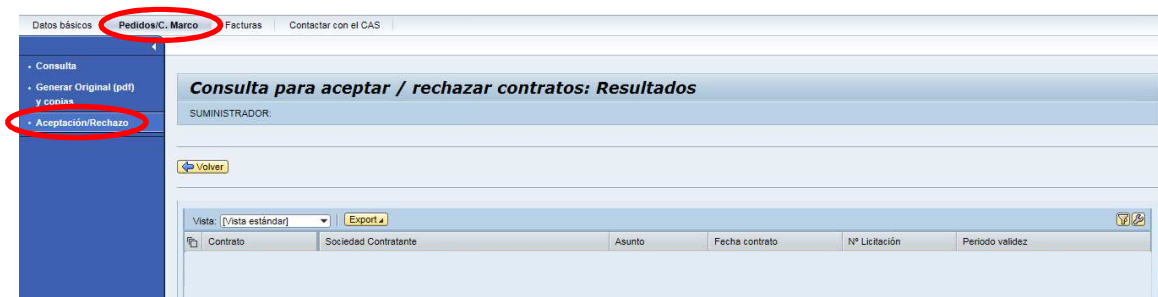 Datos básicos Pedidos/C. Marco Facturas Contactar con el CAS
Consulta
Generar Original (pdf)
y copias
Aceptación/Rechazo
Consulta para aceptar / rechazar contratos: Resultados
SUMINISTRADOR:
Volver
Vista: [Vista estándar] Export
Contrato Sociedad Contratante Asunto Fecha contrato Nº Licitación Periodo validez